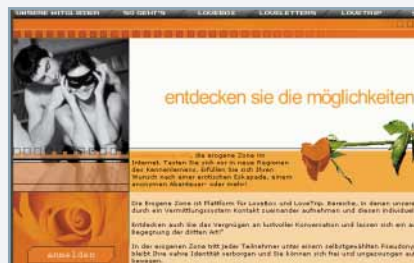 UNSERE MITGLIEDER SO GEHT'S LOVEBOX LOVELETTERS LOVETRIP
entdecken sie die möglichkeiten
die erogene Zone im
Internet. Tasten Sie sich vor in neue Regionen
des Kennenlernens. Erfüllen Sie sich Ihren
Wunsch nach einer erotischen Eskapade, einem
anonymen Abenteuer- oder mehr!
Die Erogene Zone ist Plattform für LoveBox und LoveTrip. Bereiche, in denen unsere
durch ein Vermittlungssystem Kontakt zueinander aufnehmen und diesen individuel
Entdecken auch Sie das Vergnügen an lustvoller Konversation und lassen sich ein au
Begegnung der dritten Art!"
In der erogenen Zone tritt jeder Teilnehmer unter einem selbstgewählten Pseudonym
bleibt Ihre wahre Identität verborgen und Sie können sich frei und ungezwungen au
bewegen.
anmelden